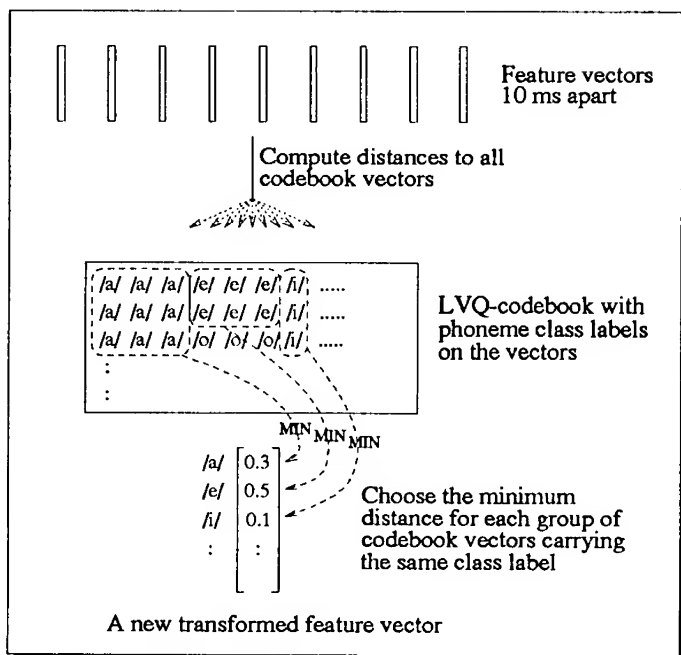 Feature vectors
10 ms apart
Compute distances to all
codebook vectors
/a/ /a/ /a/ /e/ /e/ /e/ /i/ .....
/a/ /a/ /a/ /e/ /e/ /e/ /i/ .....
/a/ /a/ /a/ /o/ /o/ /o/ /i/ .....
:
:
LVQ-codebook with
phoneme class labels
on the vectors
MIN MIN MIN
/a/ 0.3
/e/ 0.5
/i/ 0.1
: :
Choose the minimum
distance for each group of
codebook vectors carrying
the same class label
A new transformed feature vector